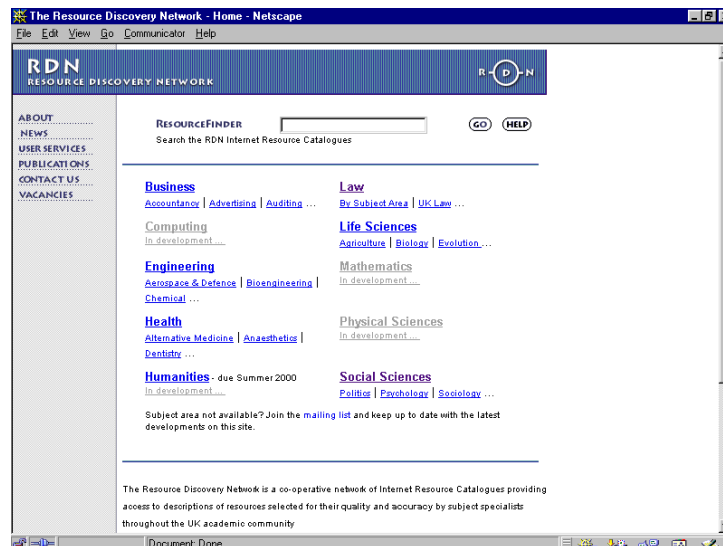 The Resource Discovery Network - Home - Netscape
File Edit View Go Communicator Help
RDN
RESOURCE DISCOVERY NETWORK
R D N
ABOUT
NEWS
USER SERVICES
PUBLICATIONS
CONTACT US
VACANCIES
RESOURCEFINDER
GO HELP
Search the RDN Internet Resource Catalogues
Business
Accountancy | Advertising | Auditing ...
Law
By Subject Area | UK Law ...
Computing
In development ...
Life Sciences
Agriculture | Biology | Evolution ...
Engineering
Aerospace & Defence | Bioengineering |
Chemical ...
Mathematics
In development ...
Health
Alternative Medicine | Anaesthetics |
Dentistry ...
Physical Sciences
In development ...
Humanities - due Summer 2000
In development ...
Social Sciences
Politics | Psychology | Sociology ...
Subject area not available? Join the mailing list and keep up to date with the latest
developments on this site.
The Resource Discovery Network is a co-operative network of Internet Resource Catalogues providing
access to descriptions of resources selected for their quality and accuracy by subject specialists
throughout the UK academic community
Document: Done